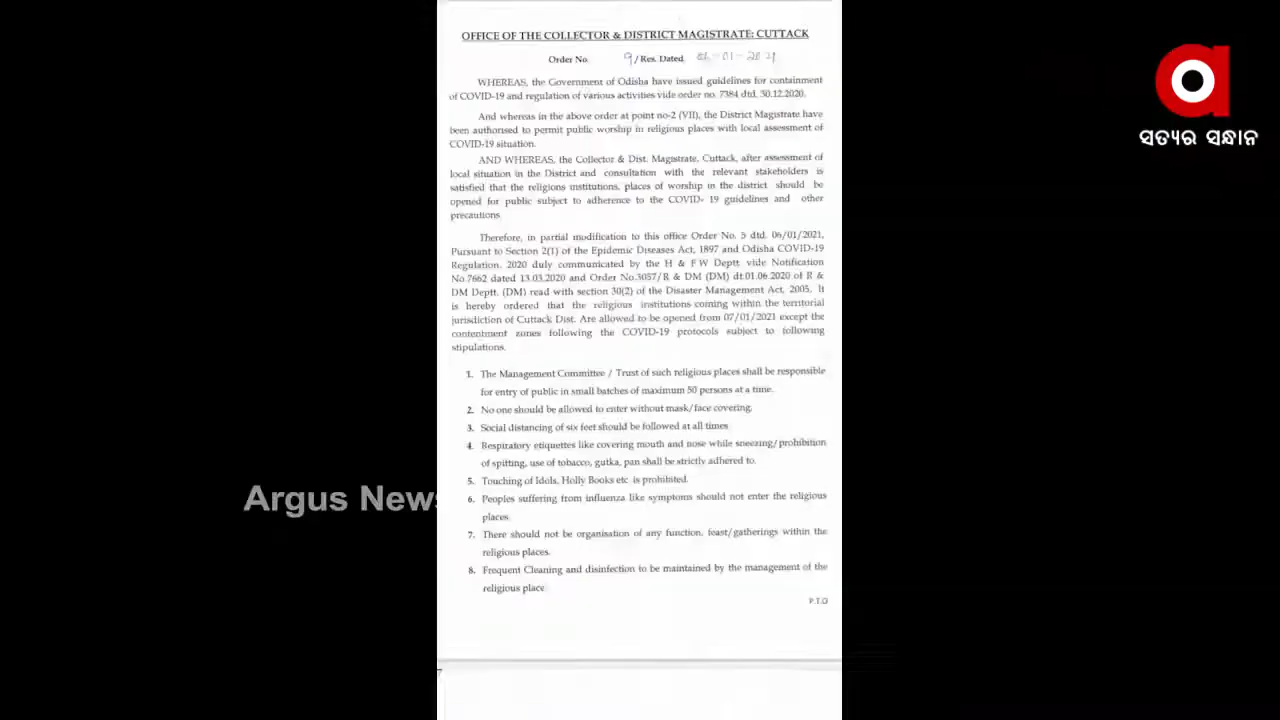 OFFICE OF THE COLLECTOR & DISTRICT MAGISTRATE: CUTTACK
Order No. 9/Res. Dated. 06-01-2021
WHEREAS, the Government of Odisha have issued guidelines for containment
of COVID-19 and regulation of various activities vide order no. 7384 dtd. 30.12.2020.
And whereas in the above order at point no-2 (VII), the District Magistrate have
been authorised to permit public worship in religious places with local assessment of
COVID-19 situation.
AND WHEREAS, the Collector & Dist. Magistrate, Cuttack, after assessment of
local situation in the District and consultation with the relevant stakeholders is
satisfied that the religions institutions, places of worship in the district should be
opened for public subject to adherence to the COVID- 19 guidelines and other
precautions
Therefore, in partial modification to this office Order No. 5 dtd. 06/01/2021,
Pursuant to Section 2(1) of the Epidemic Diseases Act, 1897 and Odisha COVID-19
Regulation, 2020 duly communicated by the H & F W Deptt vide Notification
No.7662 dated 13.03.2020 and Order No.3057/R & DM (DM) dt.01.06.2020 of R &
DM Deptt. (DM) read with section 30(2) of the Disaster Management Act, 2005. It
is hereby ordered that the religious institutions coming within the territorial
jurisdiction of Cuttack Dist. Are allowed to be opened from 07/01/2021 except the
contentment zones following the COVID-19 protocols subject to following
stipulations.
1. The Management Committee / Trust of such religious places shall be responsible
for entry of public in small batches of maximum 50 persons at a time.
2. No one should be allowed to enter without mask/face covering.
3. Social distancing of six feet should be followed at all times
4. Respiratory etiquettes like covering mouth and nose while sneezing/prohibition
of spitting, use of tobacco, gutka, pan shall be strictly adhered to.
5. Touching of Idols, Holly Books etc is prohibited.
6. Peoples suffering from influenza like symptoms should not enter the religious
places
7. There should not be organisation of any function, feast/gatherings within the
religious places.
8. Frequent Cleaning and disinfection to be maintained by the management of the
religious place
P.T.O
Argus News
ସତ୍ୟର ସନ୍ଧାନ